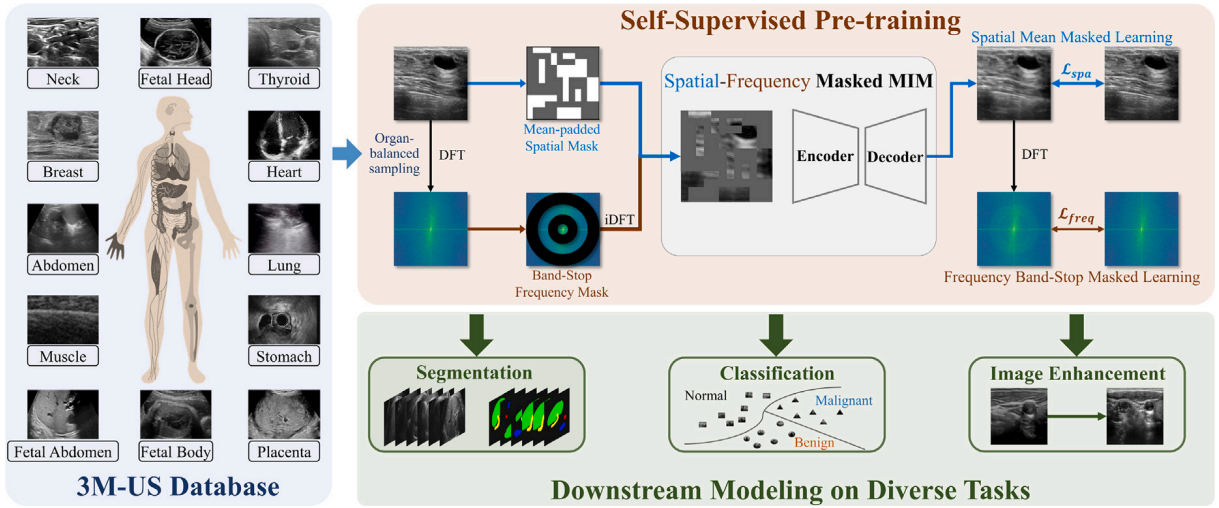 Neck
Fetal Head
Thyroid
Breast
Heart
Abdomen
Lung
Muscle
Stomach
Fetal Abdomen
Fetal Body
Placenta
3M-US Database
Organ-
balanced
sampling
Self-Supervised Pre-training
DFT
Mean-padded
Spatial Mask
iDFT
Band-Stop
Frequency Mask
Spatial-Frequency Masked MIM
Encoder
Decoder
Spatial Mean Masked Learning
ℒspa
DFT
ℒfreq
Frequency Band-Stop Masked Learning
Segmentation
Classification
Normal
Malignant
Benign
Image Enhancement
Downstream Modeling on Diverse Tasks